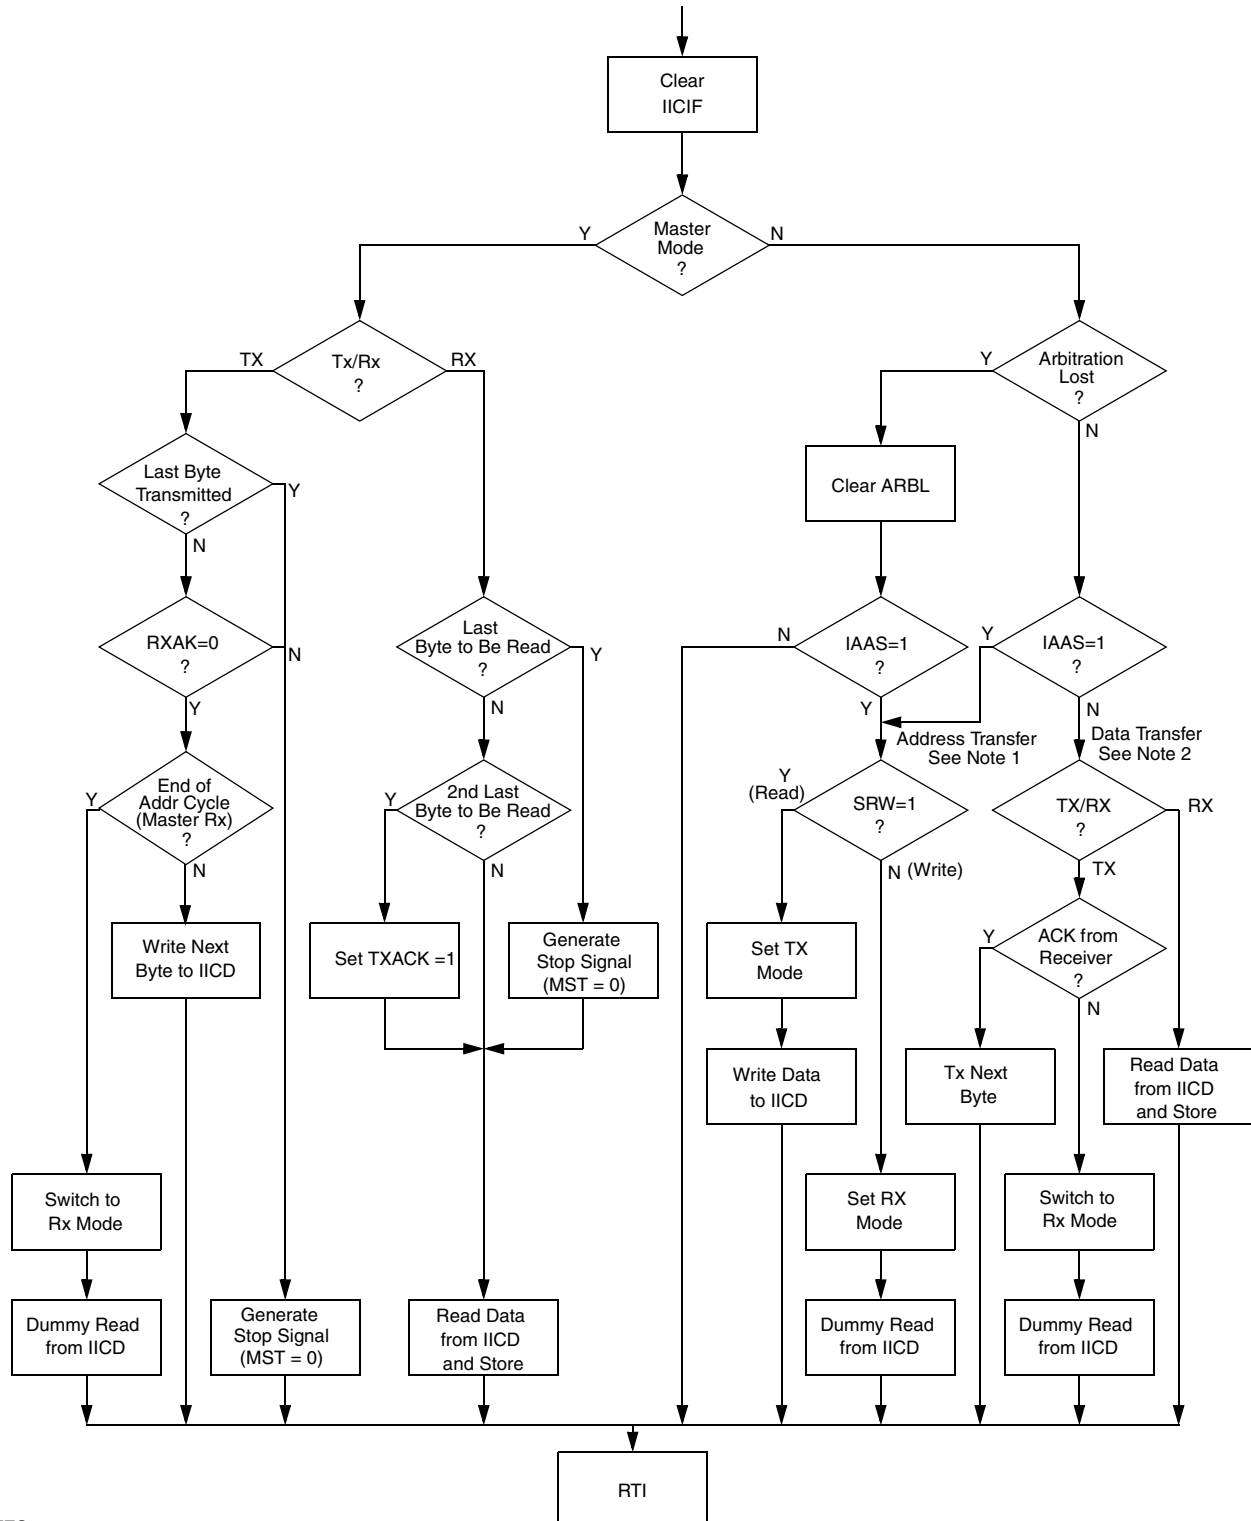 Clear
IICIF
Master
Mode
?
Y
N
Tx/Rx
?
TX
RX
Arbitration
Lost
?
Y
N
Last Byte
Transmitted
?
Y
N
Clear ARBL
RXAK=0
?
N
Y
Last
Byte to Be Read
?
Y
N
IAAS=1
?
N
Y
IAAS=1
?
Y
N
Address Transfer
See Note 1
Data Transfer
See Note 2
End of
Addr Cycle
(Master Rx)
?
Y
N
2nd Last
Byte to Be Read
?
Y
N
Y
(Read)
SRW=1
?
N (Write)
TX/RX
?
RX
TX
Write Next
Byte to IICD
Set TXACK =1
Generate
Stop Signal
(MST = 0)
Set TX
Mode
ACK from
Receiver
?
Y
N
Write Data
to IICD
Tx Next
Byte
Read Data
from IICD
and Store
Switch to
Rx Mode
Set RX
Mode
Switch to
Rx Mode
Dummy Read
from IICD
Generate
Stop Signal
(MST = 0)
Read Data
from IICD
and Store
Dummy Read
from IICD
Dummy Read
from IICD
RTI